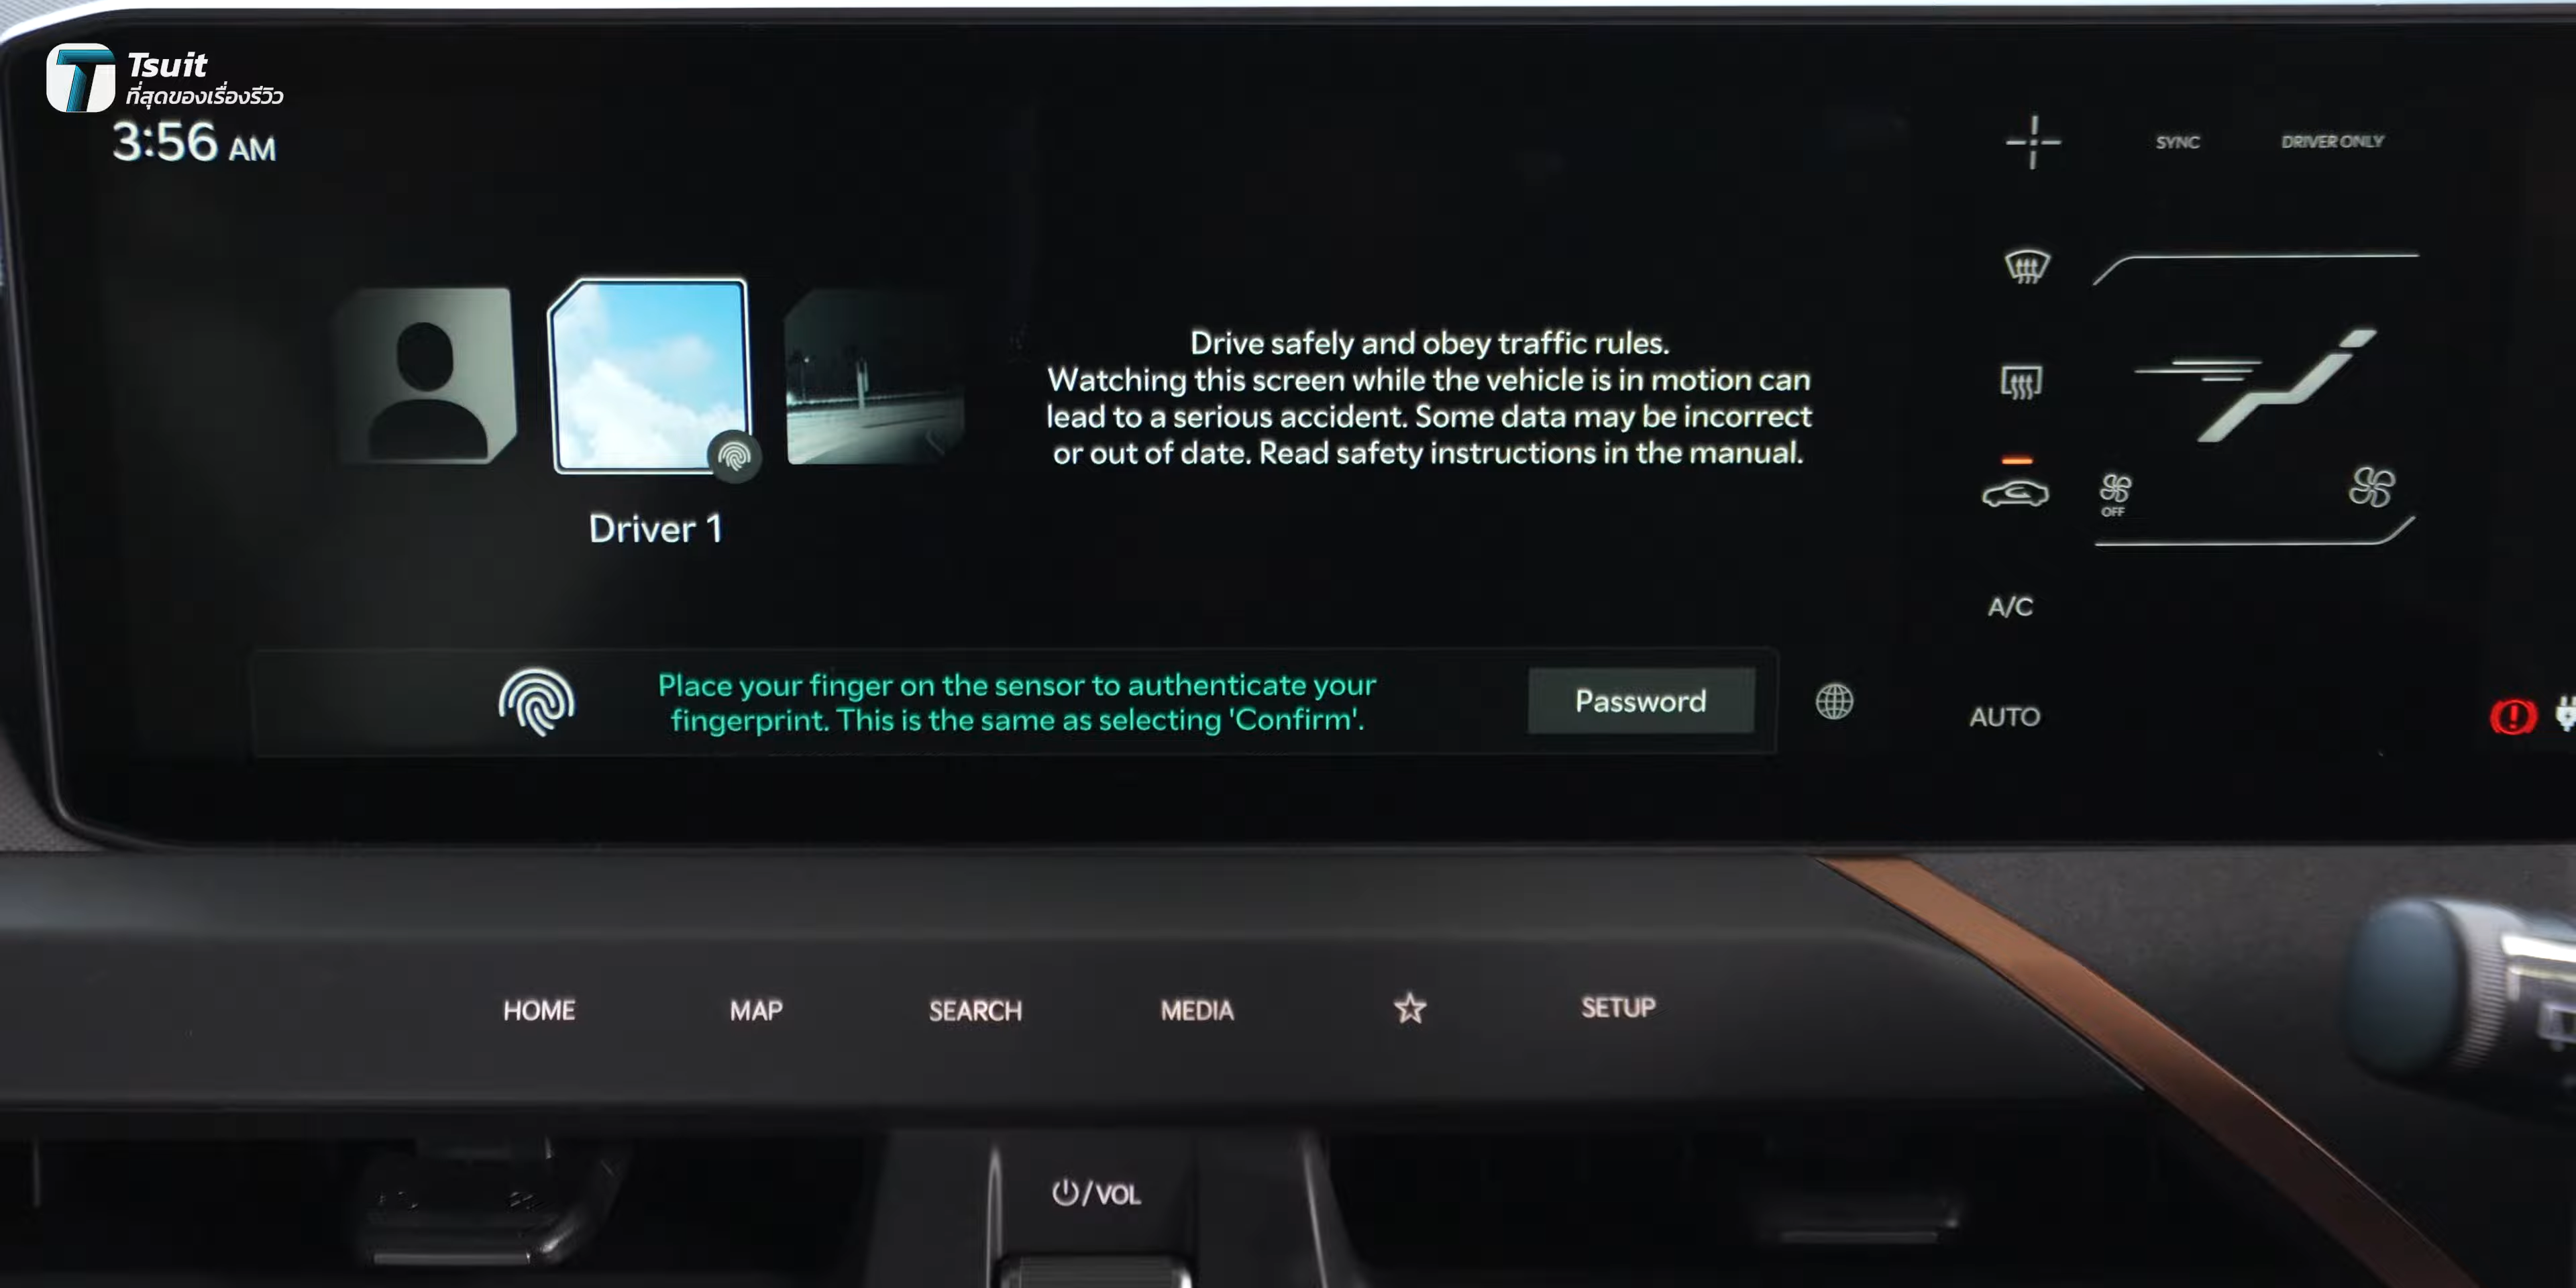 Tsuit
ที่สุดของเรื่องรีวิว
3:56 AM
SYNC
DRIVER ONLY
Drive safely and obey traffic rules.
Watching this screen while the vehicle is in motion can
lead to a serious accident. Some data may be incorrect
or out of date. Read safety instructions in the manual.
OFF
Driver 1
A/C
Place your finger on the sensor to authenticate your
fingerprint. This is the same as selecting 'Confirm'.
Password
AUTO
HOME
MAP
SEARCH
MEDIA
SETUP
/VOL